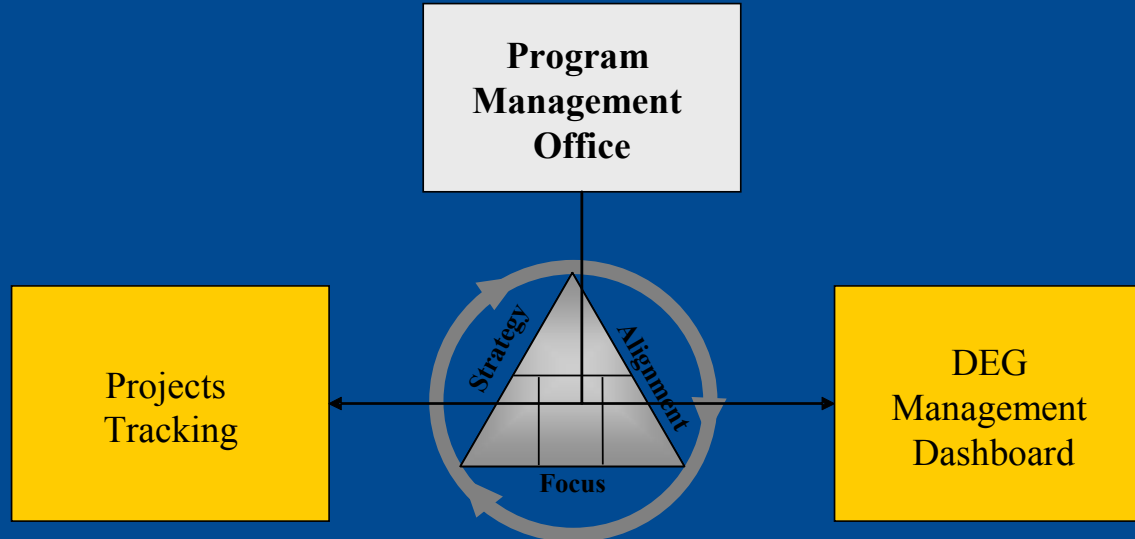 Program
Management
Office
Strategy
Alignment
Focus
Projects
Tracking
DEG
Management
Dashboard